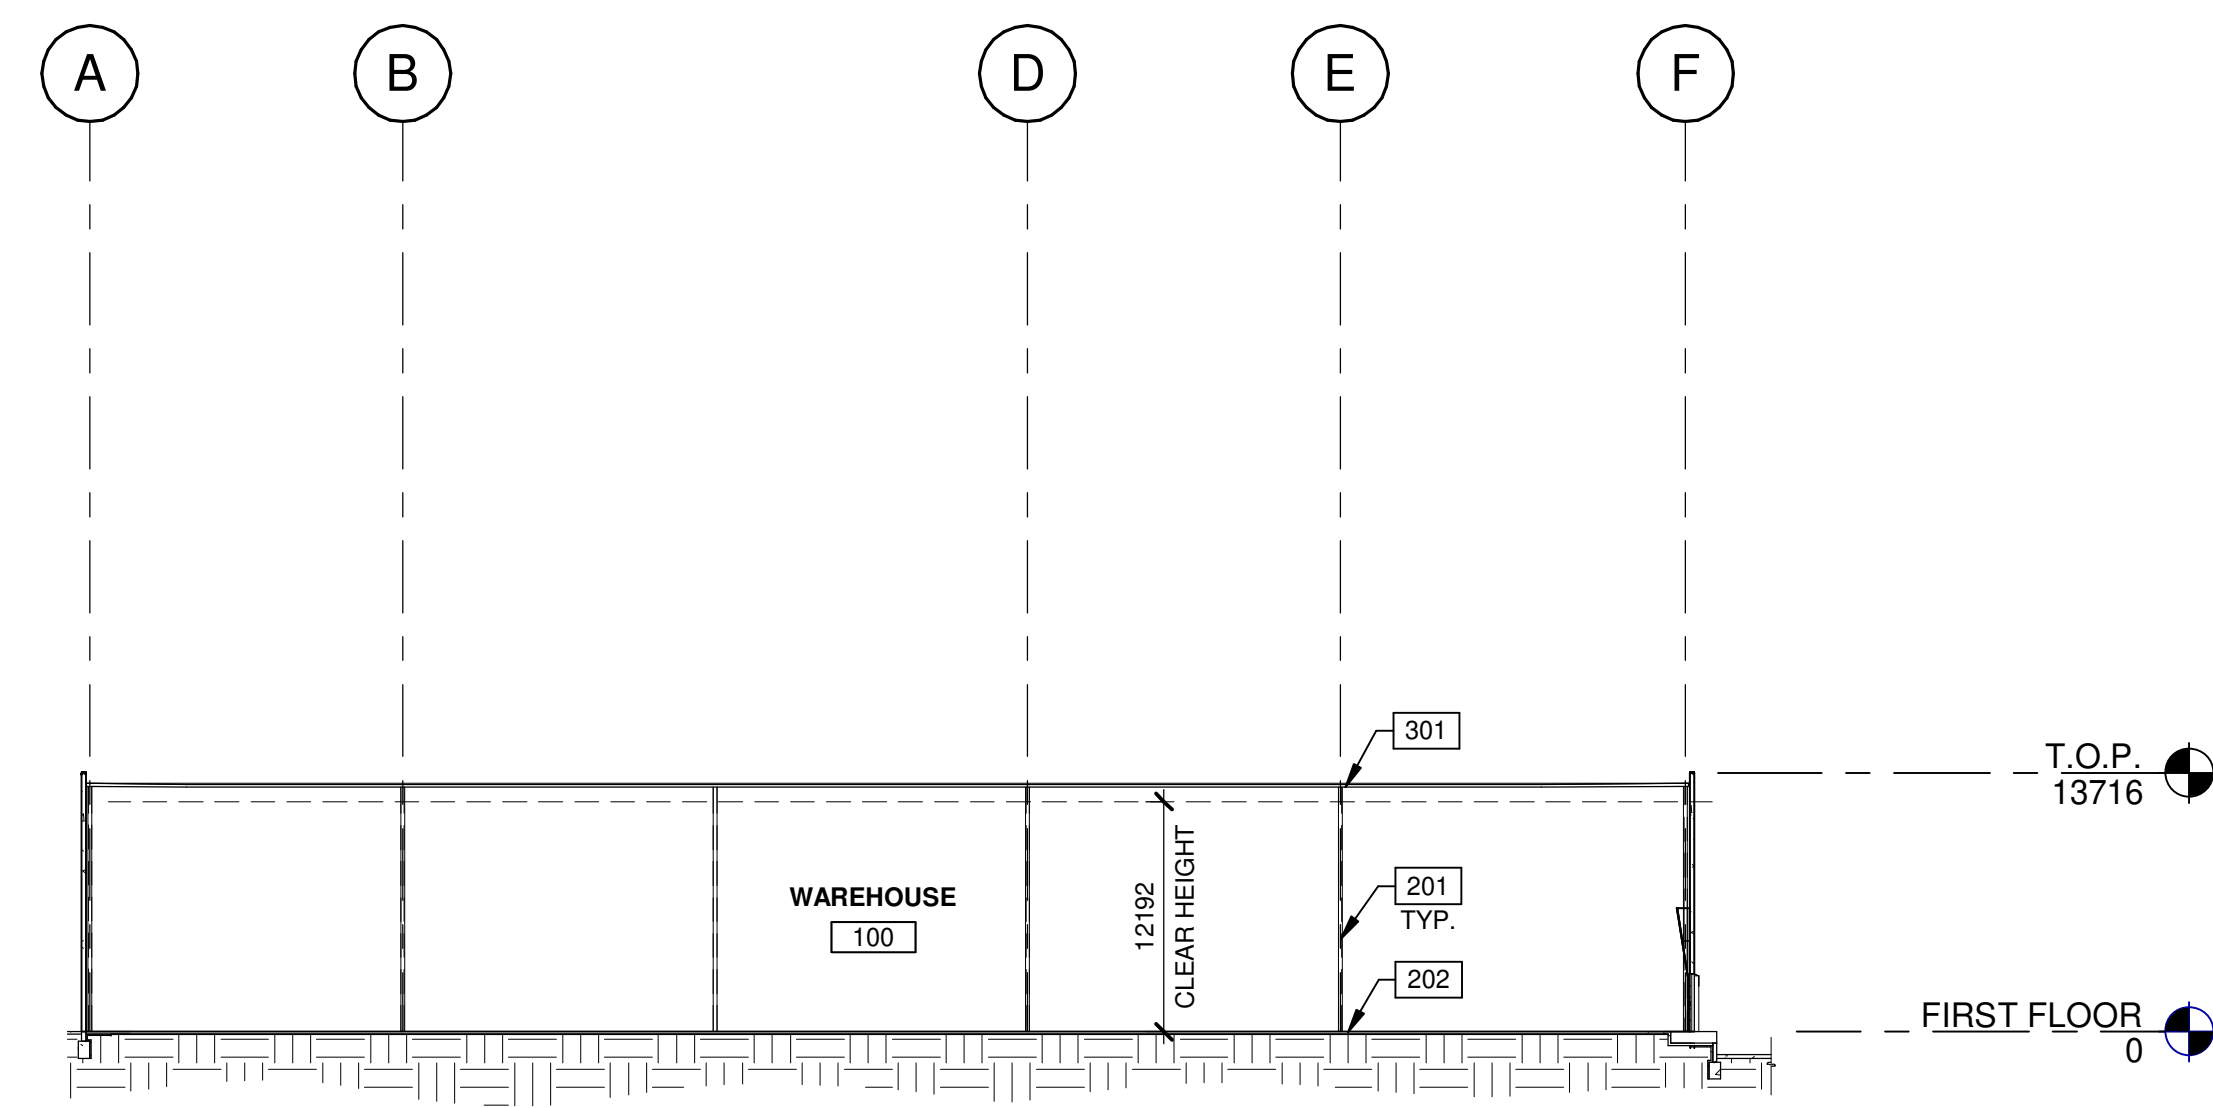 A
B
D
E
F
301
T.O.P.
13716
WAREHOUSE
100
12192
CLEAR HEIGHT
201
TYP.
202
FIRST FLOOR
0